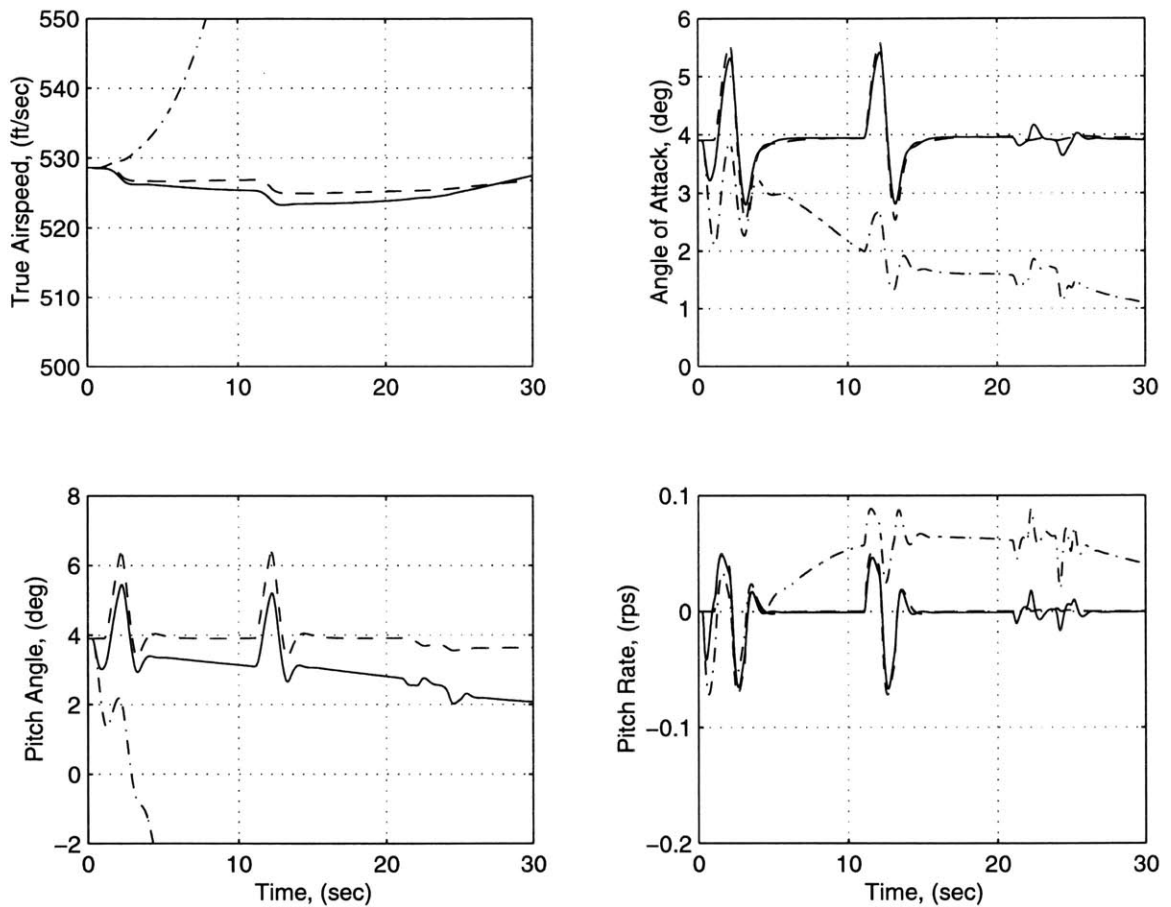 550
540
530
520
510
500
True Airspeed, (ft/sec)
0 10 20 30
6
5
4
3
2
1
0
Angle of Attack, (deg)
0 10 20 30
8
6
4
2
0
−2
Pitch Angle, (deg)
0 10 20 30
Time, (sec)
0.1
0
−0.1
−0.2
Pitch Rate, (rps)
0 10 20 30
Time, (sec)